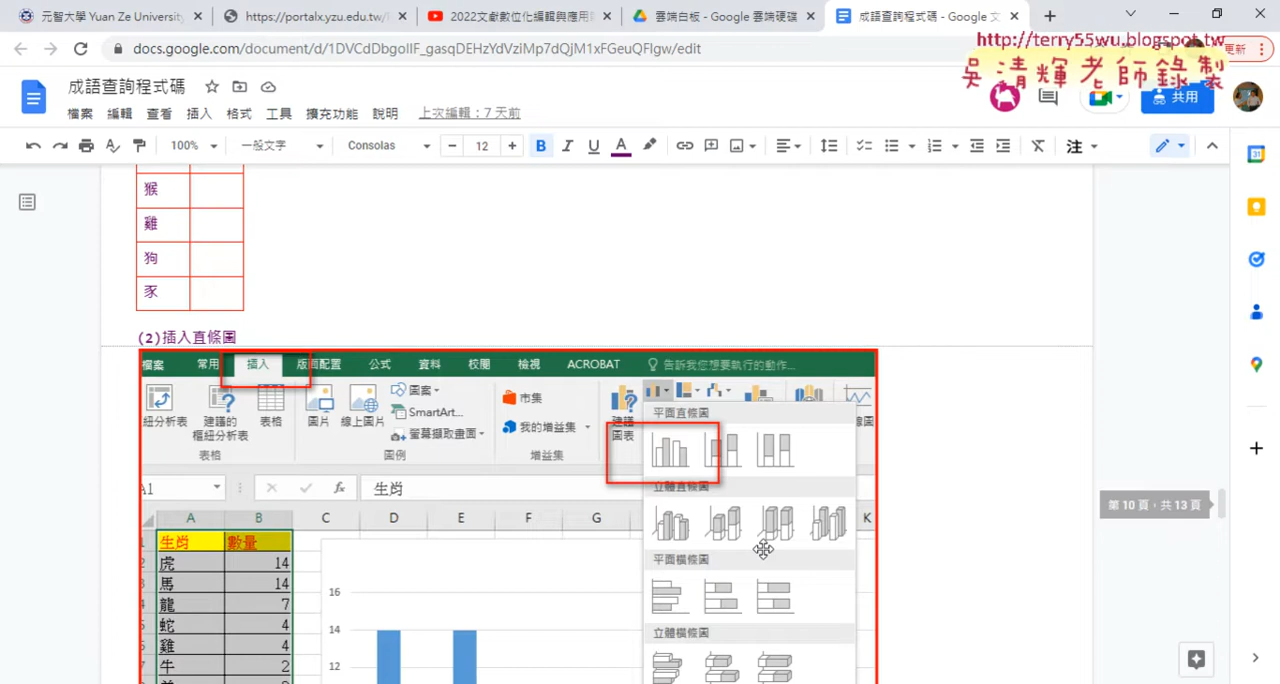 元智大學 Yuan Ze University
https://portalx.yzu.edu.tw/
2022文獻數位化編輯與應用
雲端白板 - Google 雲端硬碟
成語查詢程式碼 - Google 文
docs.google.com/document/d/1DVCdDbgoIIF_gasqDEHzYdVziMp7dQjM1xFGeuQFIgw/edit
更新
http://terry55wu.blogspot.tw
吳清輝老師錄製
成語查詢程式碼
檔案 編輯 查看 插入 格式 工具 擴充功能 說明 上次編輯：7 天前
共用
100% 一般文字 Consolas 12 B I U A 注
猴
雞
狗
豕
(2)插入直條圖
檔案 常用 插入 版面配置 公式 資料 校閱 檢視 ACROBAT 告訴我您想要執行的動作...
紐分析表 建議的樞紐分析表 表格 圖片 線上圖片 圖案 SmartArt... 螢幕擷取畫面 市集 我的增益集 建議圖表
表格 圖例 增益集
平面直條圖
立體直條圖
平面橫條圖
立體橫條圖
A1 fx 生肖
A B C D E F G K
1 生肖 數量
2 虎 14
3 馬 14
4 龍 7
5 蛇 4
6 雞 4
7 牛 2
16
14
12
第 10 頁，共 13 頁